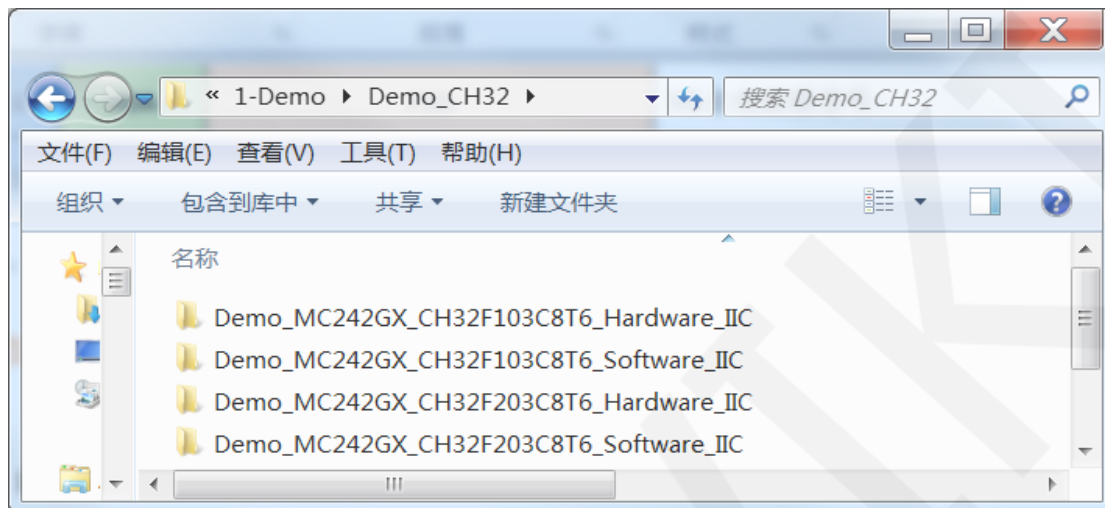 « 1-Demo ▸ Demo_CH32 ▸ 搜索 Demo_CH32
文件(F) 编辑(E) 查看(V) 工具(T) 帮助(H)
组织 包含到库中 共享 新建文件夹
名称
Demo_MC242GX_CH32F103C8T6_Hardware_IIC
Demo_MC242GX_CH32F103C8T6_Software_IIC
Demo_MC242GX_CH32F203C8T6_Hardware_IIC
Demo_MC242GX_CH32F203C8T6_Software_IIC